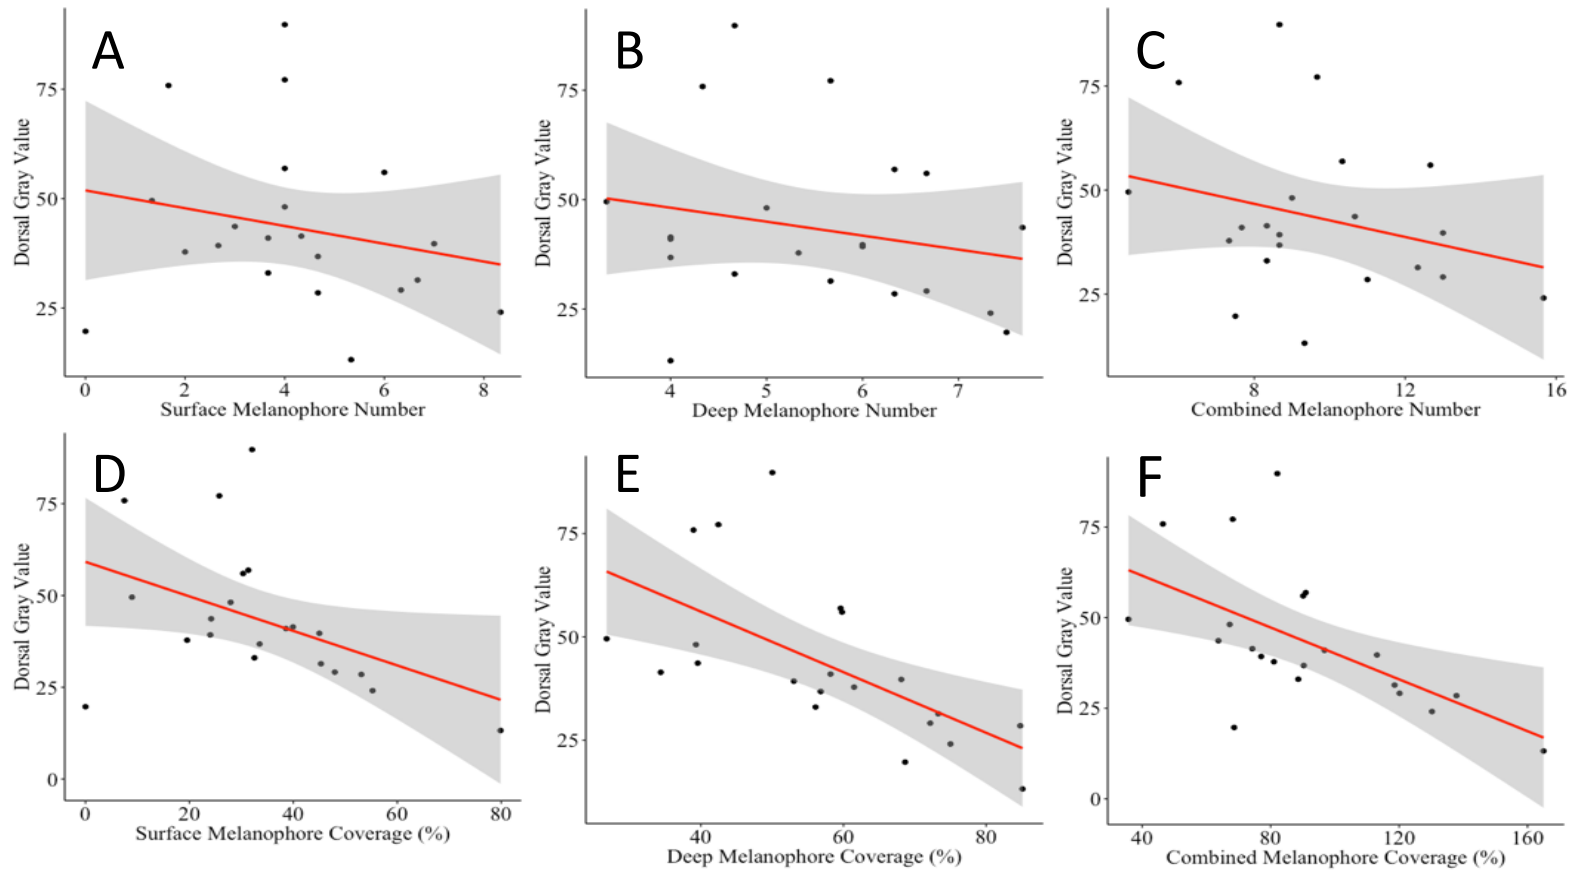 A
Dorsal Gray Value
75
50
25
0 2 4 6 8
Surface Melanophore Number
B
Dorsal Gray Value
75
50
25
4 5 6 7
Deep Melanophore Number
C
Dorsal Gray Value
75
50
25
8 12 16
Combined Melanophore Number
D
Dorsal Gray Value
75
50
25
0
0 20 40 60 80
Surface Melanophore Coverage (%)
E
Dorsal Gray Value
75
50
25
40 60 80
Deep Melanophore Coverage (%)
F
Dorsal Gray Value
75
50
25
0
40 80 120 160
Combined Melanophore Coverage (%)